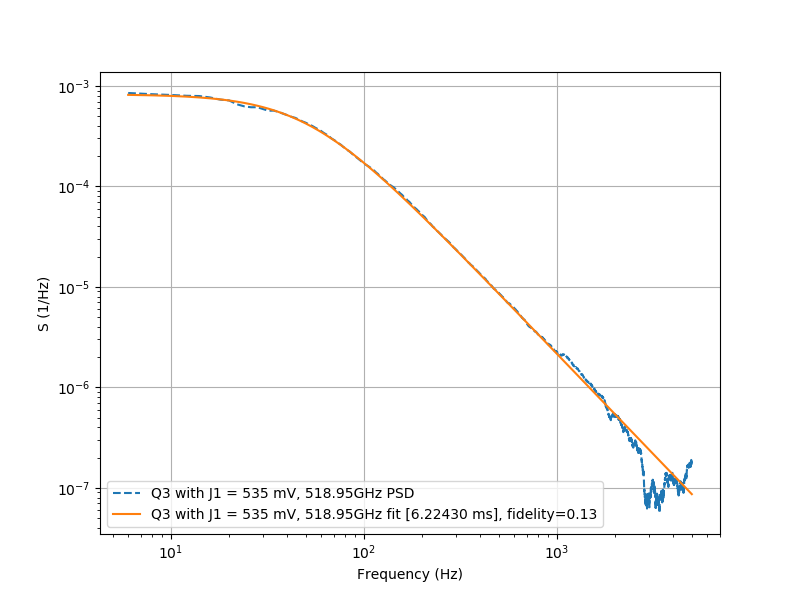 10⁻³
10⁻⁴
10⁻⁵
10⁻⁶
10⁻⁷
S (1/Hz)
Q3 with J1 = 535 mV, 518.95GHz PSD
Q3 with J1 = 535 mV, 518.95GHz fit [6.22430 ms], fidelity=0.13
10¹ 10² 10³
Frequency (Hz)